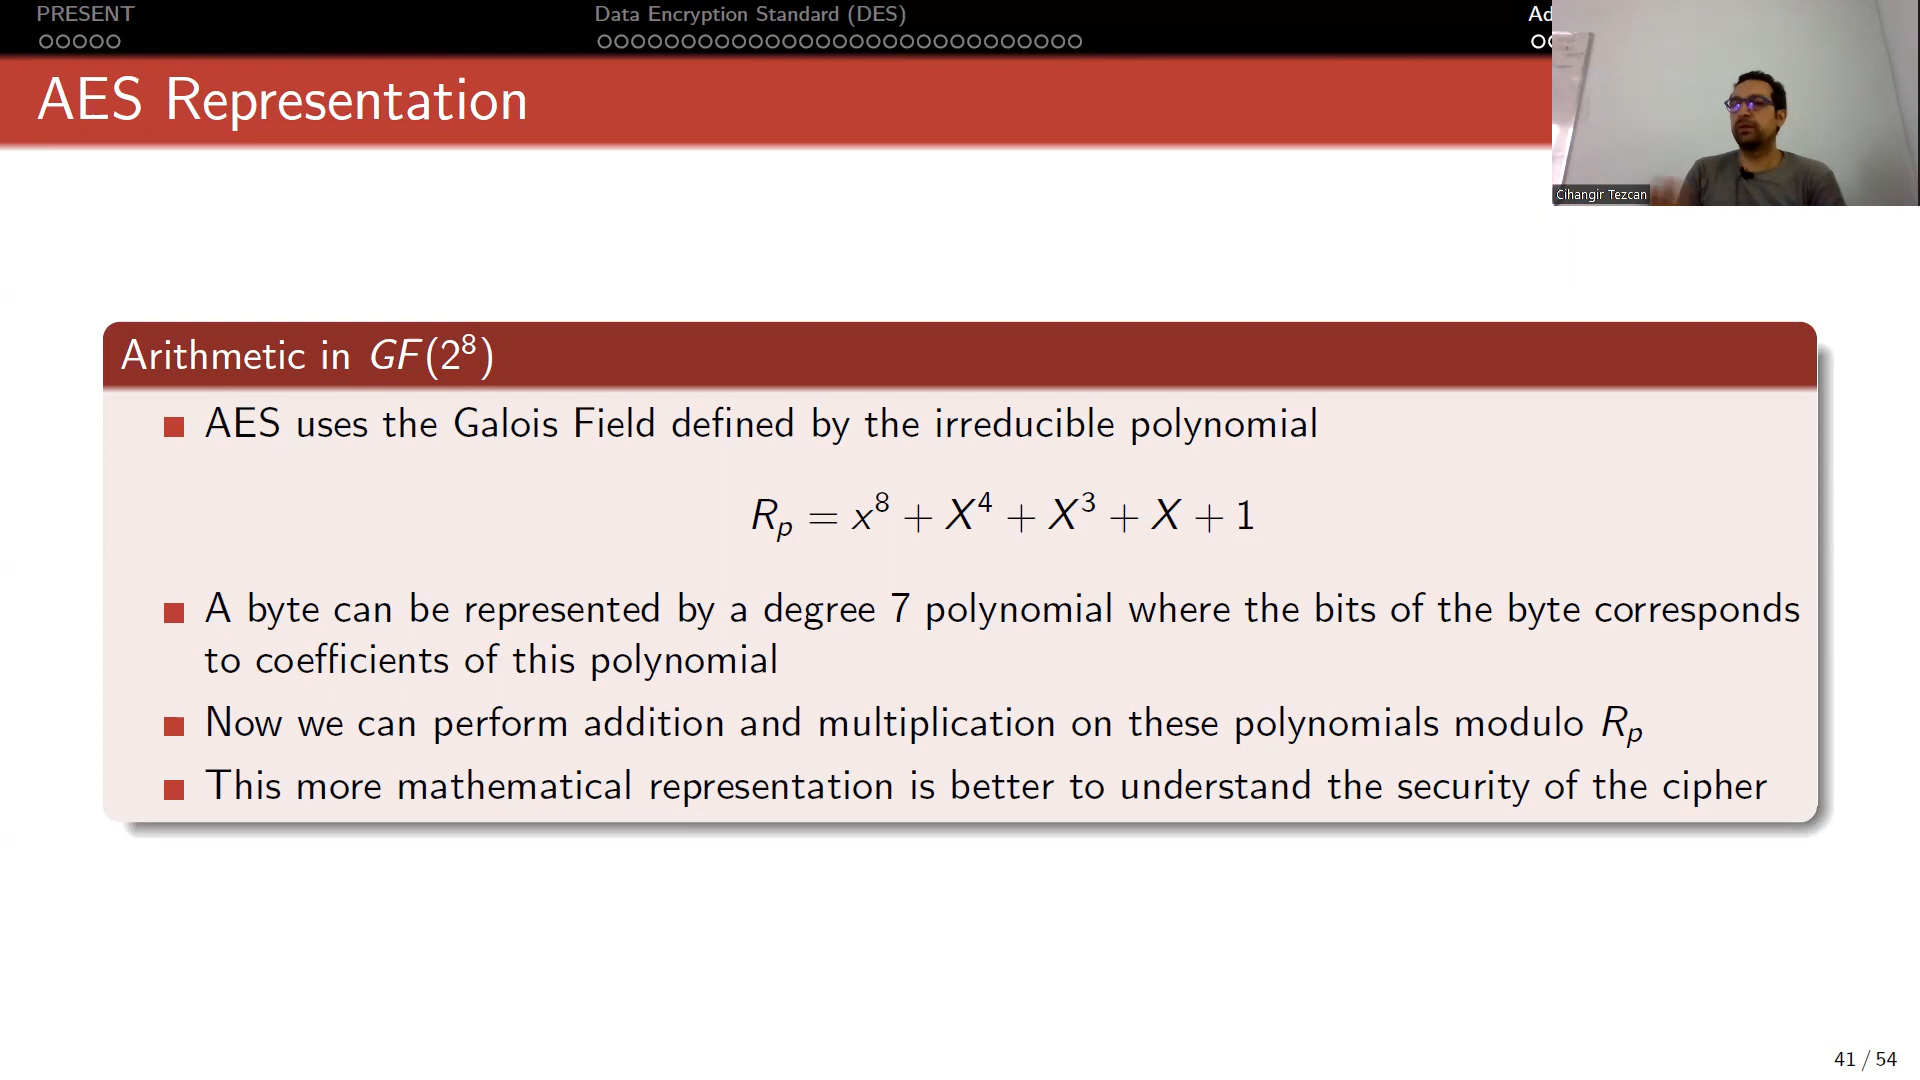 PRESENT
Data Encryption Standard (DES)
Ad
AES Representation
Cihangir Tezcan
Arithmetic in GF(2⁸)
AES uses the Galois Field defined by the irreducible polynomial
Rₚ = x⁸ + X⁴ + X³ + X + 1
A byte can be represented by a degree 7 polynomial where the bits of the byte corresponds
to coefficients of this polynomial
Now we can perform addition and multiplication on these polynomials modulo Rₚ
This more mathematical representation is better to understand the security of the cipher
41 / 54